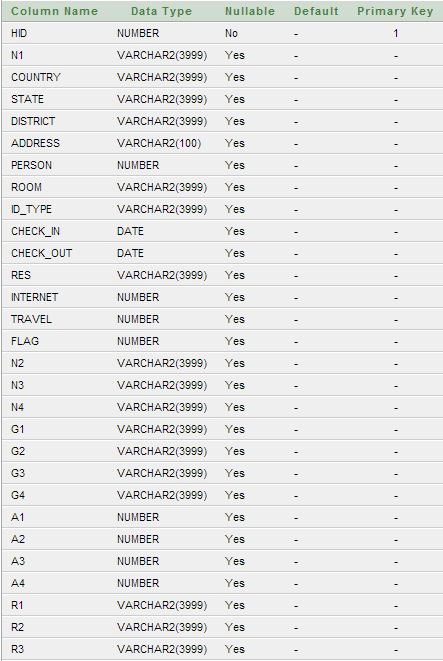 Column Name Data Type Nullable Default Primary Key
HID NUMBER No - 1
N1 VARCHAR2(3999) Yes - -
COUNTRY VARCHAR2(3999) Yes - -
STATE VARCHAR2(3999) Yes - -
DISTRICT VARCHAR2(3999) Yes - -
ADDRESS VARCHAR2(100) Yes - -
PERSON NUMBER Yes - -
ROOM VARCHAR2(3999) Yes - -
ID_TYPE VARCHAR2(3999) Yes - -
CHECK_IN DATE Yes - -
CHECK_OUT DATE Yes - -
RES VARCHAR2(3999) Yes - -
INTERNET NUMBER Yes - -
TRAVEL NUMBER Yes - -
FLAG NUMBER Yes - -
N2 VARCHAR2(3999) Yes - -
N3 VARCHAR2(3999) Yes - -
N4 VARCHAR2(3999) Yes - -
G1 VARCHAR2(3999) Yes - -
G2 VARCHAR2(3999) Yes - -
G3 VARCHAR2(3999) Yes - -
G4 VARCHAR2(3999) Yes - -
A1 NUMBER Yes - -
A2 NUMBER Yes - -
A3 NUMBER Yes - -
A4 NUMBER Yes - -
R1 VARCHAR2(3999) Yes - -
R2 VARCHAR2(3999) Yes - -
R3 VARCHAR2(3999) Yes - -